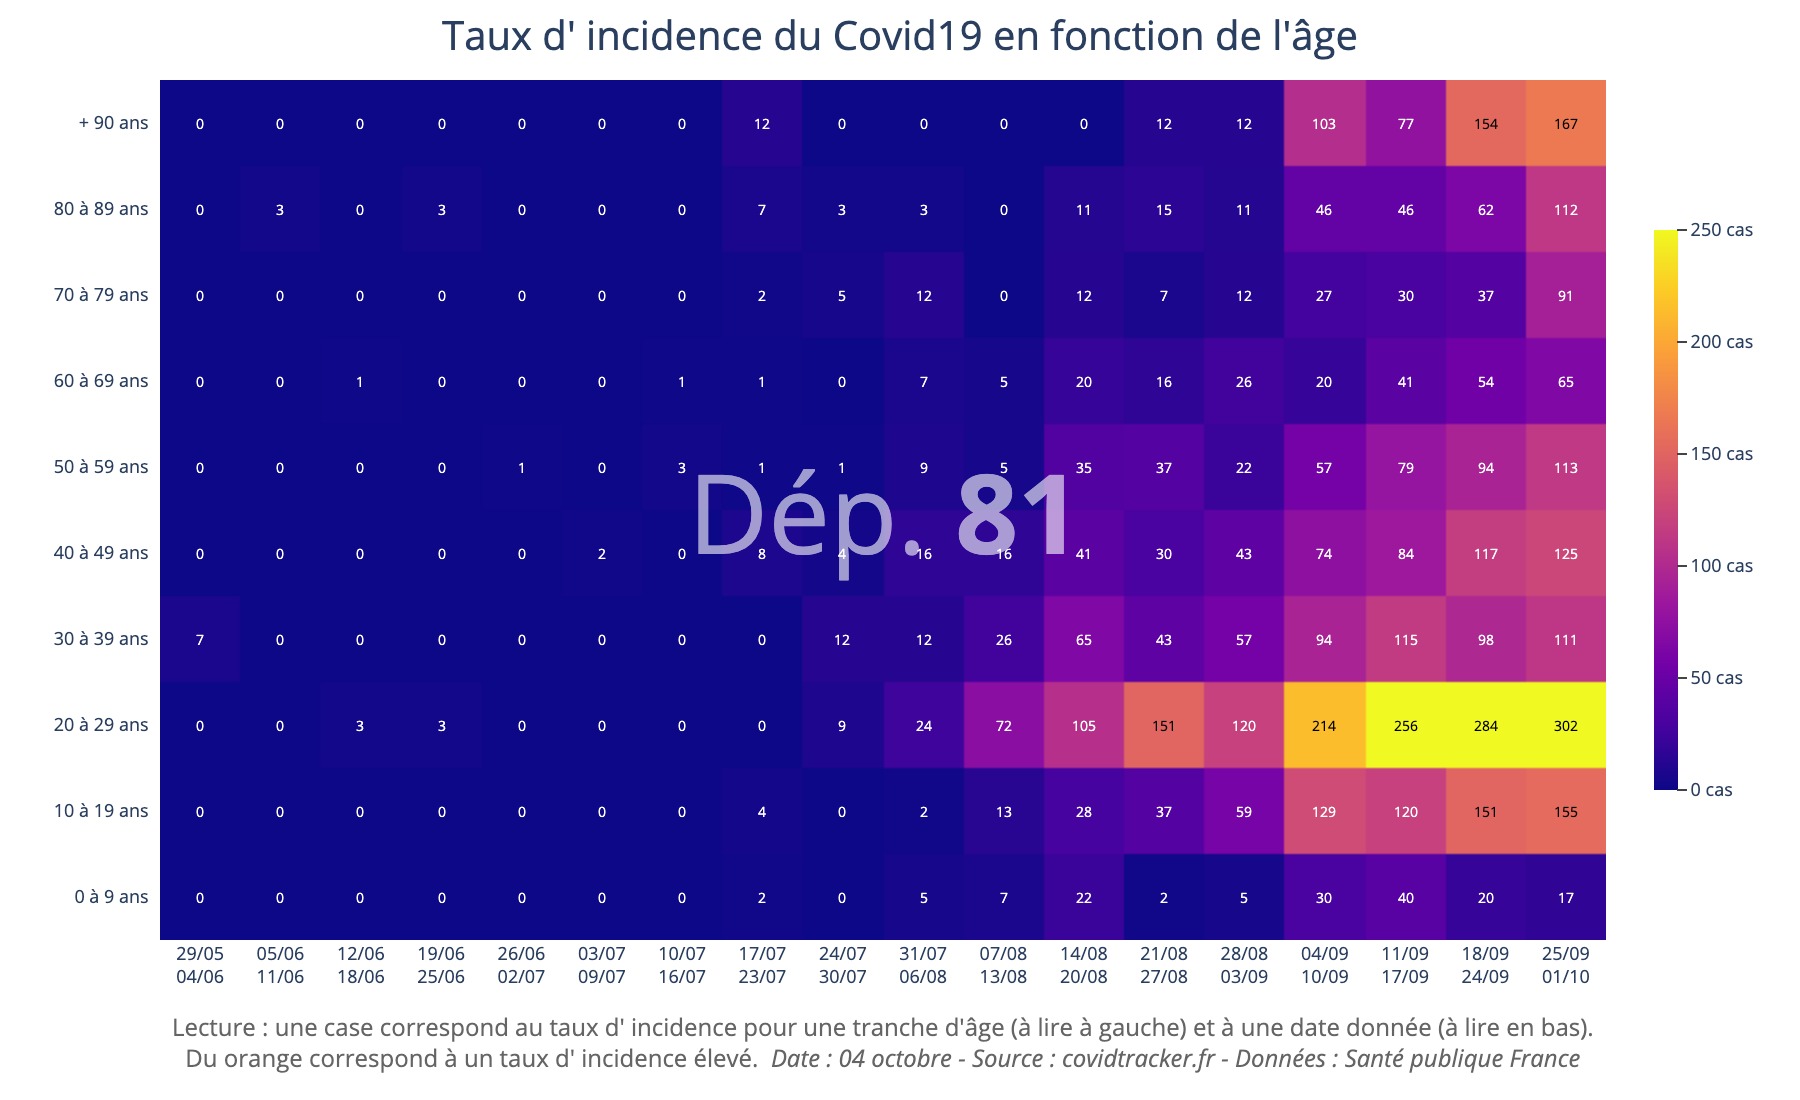 Taux d' incidence du Covid19 en fonction de l'âge
+ 90 ans 0 0 0 0 0 0 0 12 0 0 0 0 12 12 103 77 154 167
80 à 89 ans 0 3 0 3 0 0 0 7 3 3 0 11 15 11 46 46 62 112
70 à 79 ans 0 0 0 0 0 0 0 2 5 12 0 12 7 12 27 30 37 91
60 à 69 ans 0 0 1 0 0 0 1 1 0 7 5 20 16 26 20 41 54 65
50 à 59 ans 0 0 0 0 1 0 3 1 1 9 5 35 37 22 57 79 94 113
Dép. 81
40 à 49 ans 0 0 0 0 0 2 0 8 4 16 16 41 30 43 74 84 117 125
30 à 39 ans 7 0 0 0 0 0 0 0 12 12 26 65 43 57 94 115 98 111
20 à 29 ans 0 0 3 3 0 0 0 0 9 24 72 105 151 120 214 256 284 302
10 à 19 ans 0 0 0 0 0 0 0 4 0 2 13 28 37 59 129 120 151 155
0 à 9 ans 0 0 0 0 0 0 0 2 0 5 7 22 2 5 30 40 20 17
29/05 05/06 12/06 19/06 26/06 03/07 10/07 17/07 24/07 31/07 07/08 14/08 21/08 28/08 04/09 11/09 18/09 25/09
04/06 11/06 18/06 25/06 02/07 09/07 16/07 23/07 30/07 06/08 13/08 20/08 27/08 03/09 10/09 17/09 24/09 01/10
250 cas
200 cas
150 cas
100 cas
50 cas
0 cas
Lecture : une case correspond au taux d' incidence pour une tranche d'âge (à lire à gauche) et à une date donnée (à lire en bas).
Du orange correspond à un taux d' incidence élevé. Date : 04 octobre - Source : covidtracker.fr - Données : Santé publique France